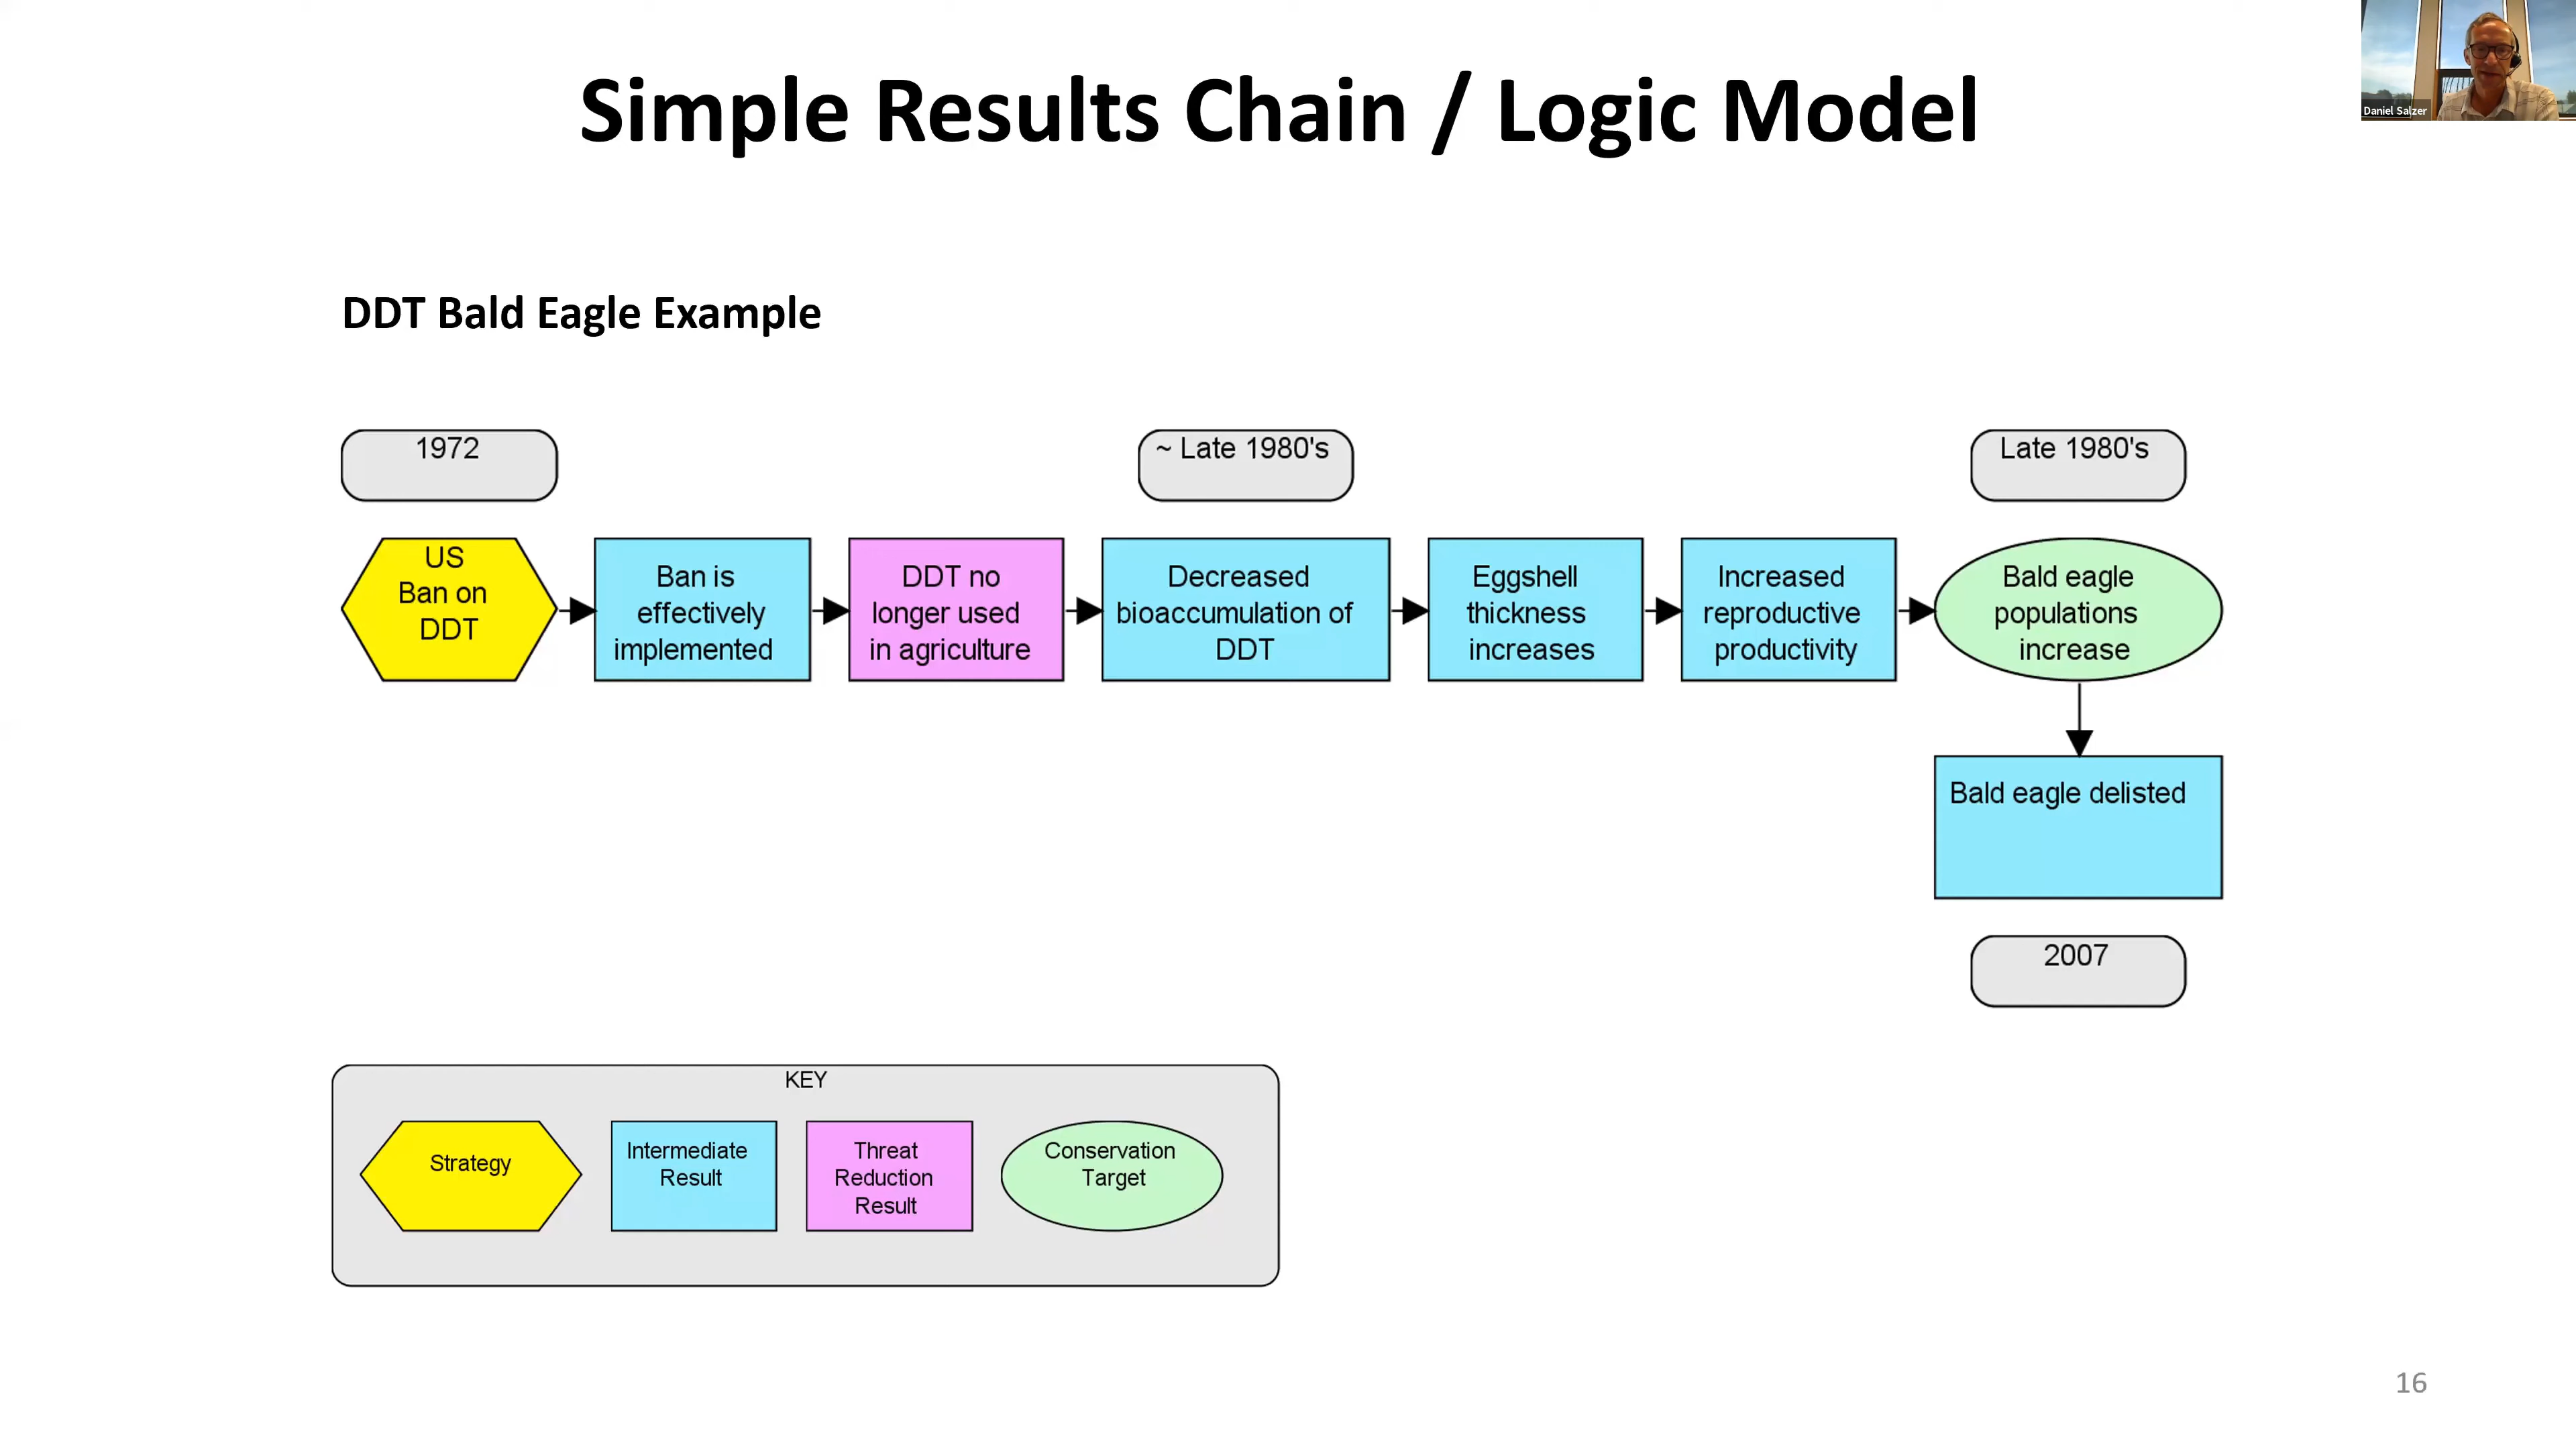 Daniel Salzer
Simple Results Chain / Logic Model
DDT Bald Eagle Example
1972
~ Late 1980's
Late 1980's
US
Ban on
DDT
Ban is
effectively
implemented
DDT no
longer used
in agriculture
Decreased
bioaccumulation of
DDT
Eggshell
thickness
increases
Increased
reproductive
productivity
Bald eagle
populations
increase
Bald eagle delisted
2007
KEY
Strategy
Intermediate
Result
Threat
Reduction
Result
Conservation
Target
16